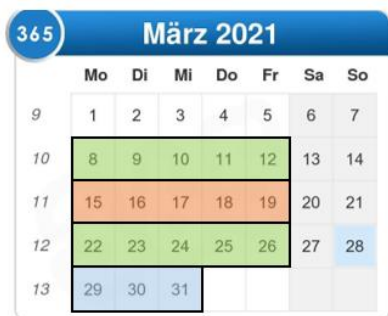 365 März 2021
Mo Di Mi Do Fr Sa So
9 1 2 3 4 5 6 7
10 8 9 10 11 12 13 14
11 15 16 17 18 19 20 21
12 22 23 24 25 26 27 28
13 29 30 31